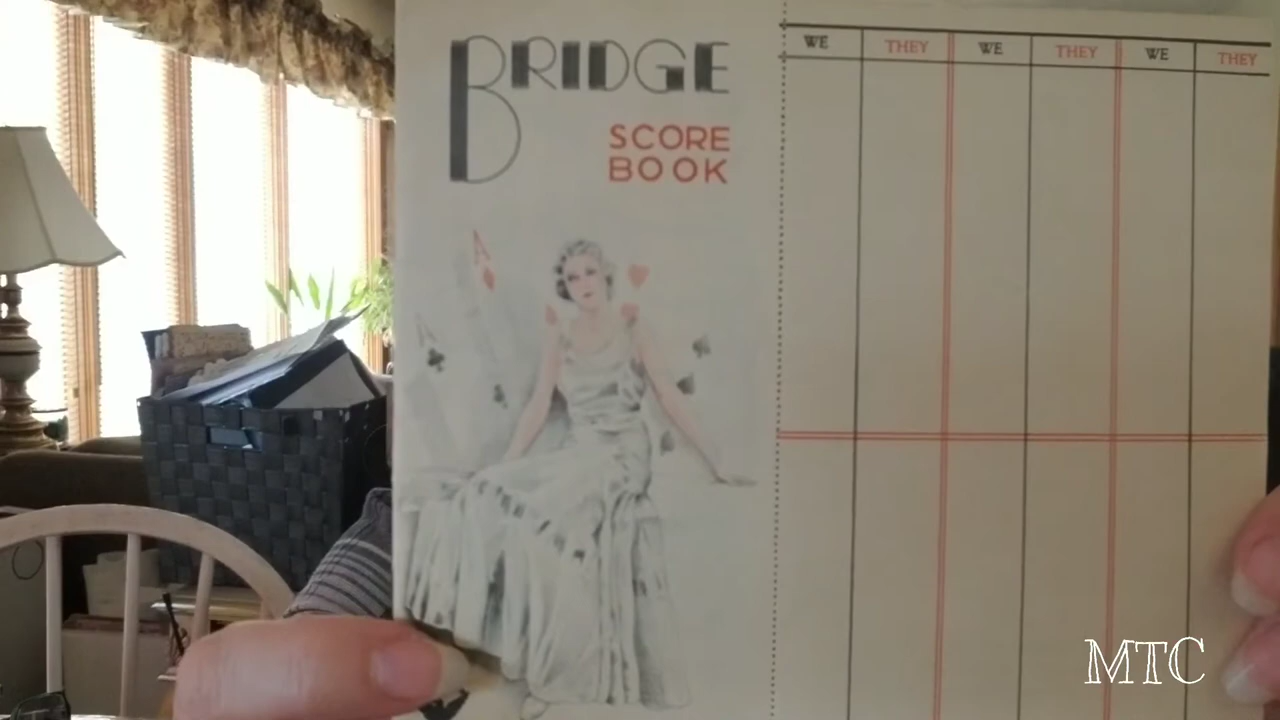 BRIDGE
SCORE
BOOK
WE THEY WE THEY WE THEY
A
A
MTC